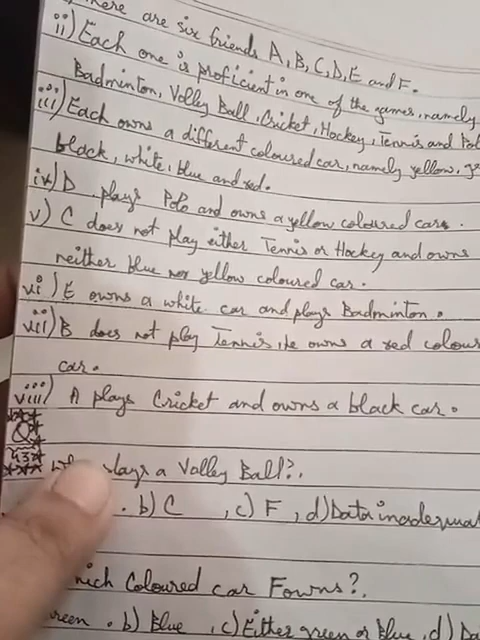 there are six friends A, B, C, D, E and F.
ii) Each one is proficient in one of the games, namely
Badminton, Volley Ball, Cricket, Hockey, Tennis and Pol
iii) Each owns a different coloured car, namely yellow, g
black, white, blue and red.
iv) D plays Polo and owns a yellow coloured car.
v) C does not play either Tennis or Hockey and owns
neither blue nor yellow coloured car.
vi) E owns a white car and plays Badminton.
vii) B does not play Tennis, he owns a red colour
car.
viii) A plays Cricket and owns a black car.
Q
43
plays a Volley Ball?
b) C , c) F , d) Data inadequat
hich Coloured car F owns?
reen . b) Blue , c) Either green or Blue, d) Da